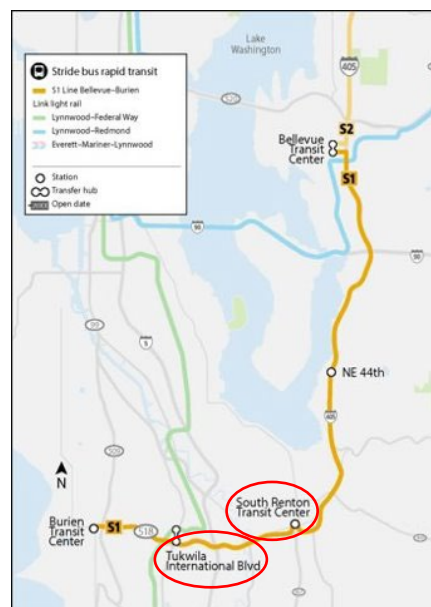 Lake
Washington
405
Stride bus rapid transit
S1 Line Bellevue–Burien
Link light rail
Lynnwood–Federal Way
Lynnwood–Redmond
Everett–Mariner–Lynnwood
Station
Transfer hub
Open date
520
S2
Bellevue
Transit
Center
S1
90
90
99
5
NE 44th
405
509
N
South Renton
Transit Center
Burien
Transit
Center
S1
518
Tukwila
International Blvd